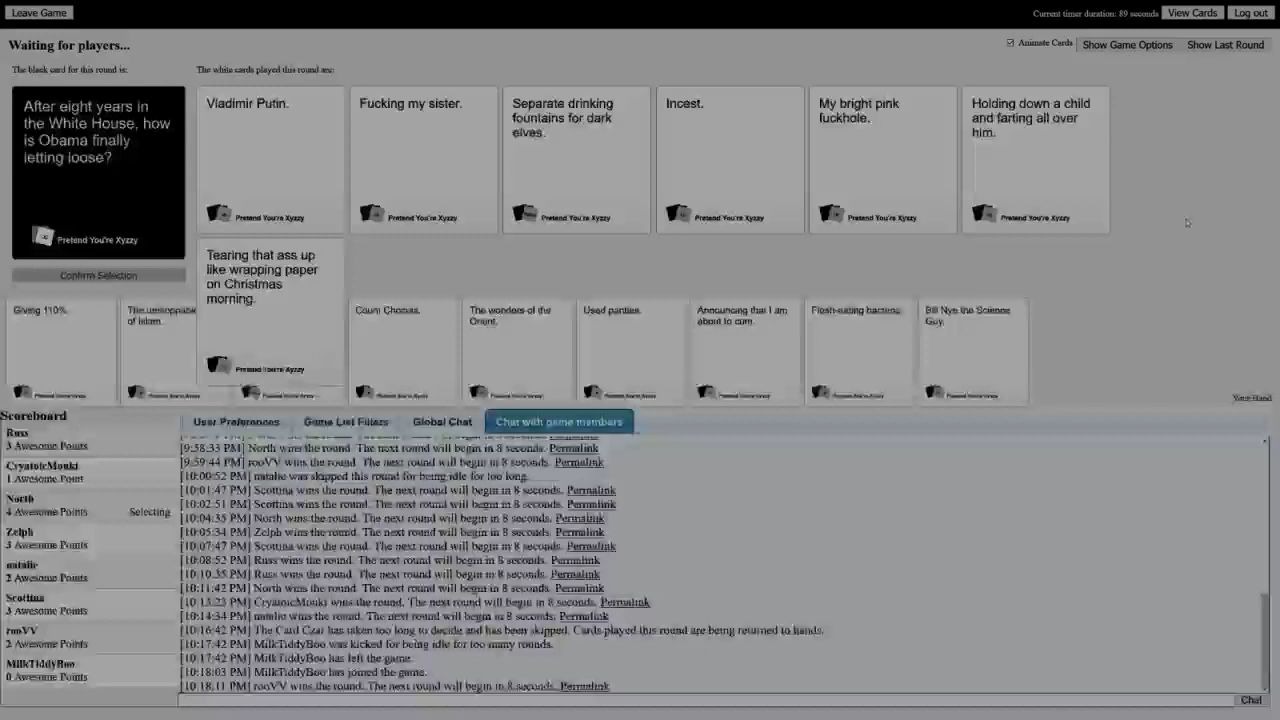 Leave Game
Current timer duration: 89 seconds
View Cards
Log out
Waiting for players...
Animate Cards
Show Game Options
Show Last Round
The black card for this round is:
The white cards played this round are:
After eight years in
the White House, how
is Obama finally
letting loose?
Pretend You're Xyzzy
Confirm Selection
Vladimir Putin.
Pretend You're Xyzzy
Fucking my sister.
Pretend You're Xyzzy
Separate drinking
fountains for dark
elves.
Pretend You're Xyzzy
Incest.
Pretend You're Xyzzy
My bright pink
fuckhole.
Pretend You're Xyzzy
Holding down a child
and farting all over
him.
Pretend You're Xyzzy
Tearing that ass up
like wrapping paper
on Christmas
morning.
Pretend You're Xyzzy
Giving 110%.
of Islam.
Count Chocula.
The wonders of the
Orient.
Used panties.
Announcing that I am
about to cum.
Flesh-eating bacteria.
Bill Nye the Science
Guy.
Your Hand
Scoreboard
Russ
3 Awesome Points
CryatoicMonki
1 Awesome Point
North
4 Awesome Points
Selecting
Zelph
3 Awesome Points
natalie
2 Awesome Points
Scottina
3 Awesome Points
rooVV
2 Awesome Points
MilkTiddyBoo
0 Awesome Points
User Preferences
Game List Filters
Global Chat
Chat with game members
[9:58:33 PM] North wins the round. The next round will begin in 8 seconds. Permalink
[9:59:44 PM] rooVV wins the round. The next round will begin in 8 seconds. Permalink
[10:00:52 PM] natalie was skipped this round for being idle for too long.
[10:01:47 PM] Scottina wins the round. The next round will begin in 8 seconds. Permalink
[10:02:51 PM] Scottina wins the round. The next round will begin in 8 seconds. Permalink
[10:04:35 PM] North wins the round. The next round will begin in 8 seconds. Permalink
[10:05:34 PM] Zelph wins the round. The next round will begin in 8 seconds. Permalink
[10:07:47 PM] Scottina wins the round. The next round will begin in 8 seconds. Permalink
[10:08:52 PM] Russ wins the round. The next round will begin in 8 seconds. Permalink
[10:10:35 PM] Russ wins the round. The next round will begin in 8 seconds. Permalink
[10:11:42 PM] North wins the round. The next round will begin in 8 seconds. Permalink
[10:13:23 PM] CryatoicMonki wins the round. The next round will begin in 8 seconds. Permalink
[10:14:34 PM] natalie wins the round. The next round will begin in 8 seconds. Permalink
[10:16:42 PM] The Card Czar has taken too long to decide and has been skipped. Cards played this round are being returned to hands.
[10:17:42 PM] MilkTiddyBoo was kicked for being idle for too many rounds.
[10:17:42 PM] MilkTiddyBoo has left the game.
[10:18:03 PM] MilkTiddyBoo has joined the game.
[10:18:11 PM] rooVV wins the round. The next round will begin in 8 seconds. Permalink
Chat